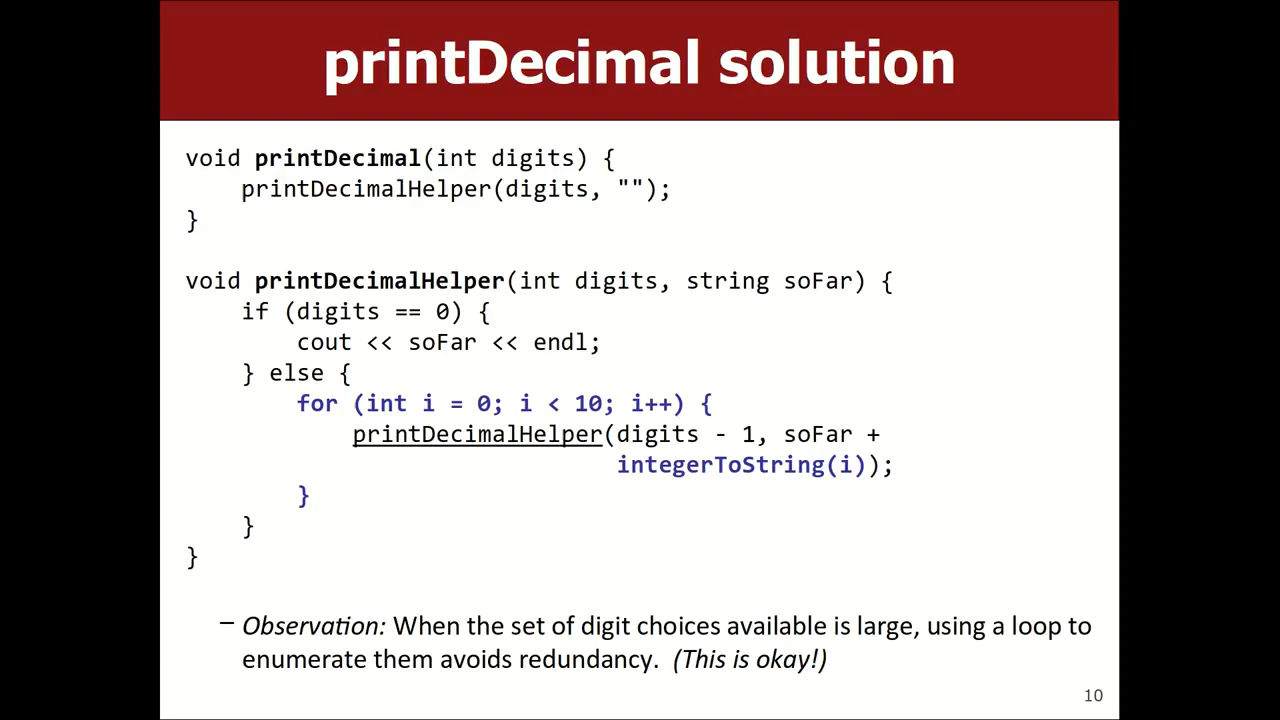 printDecimal solution
void printDecimal(int digits) {
    printDecimalHelper(digits, "");
}
void printDecimalHelper(int digits, string soFar) {
    if (digits == 0) {
        cout << soFar << endl;
    } else {
        for (int i = 0; i < 10; i++) {
            printDecimalHelper(digits - 1, soFar +
                               integerToString(i));
        }
    }
}
– Observation: When the set of digit choices available is large, using a loop to
enumerate them avoids redundancy. (This is okay!)
10